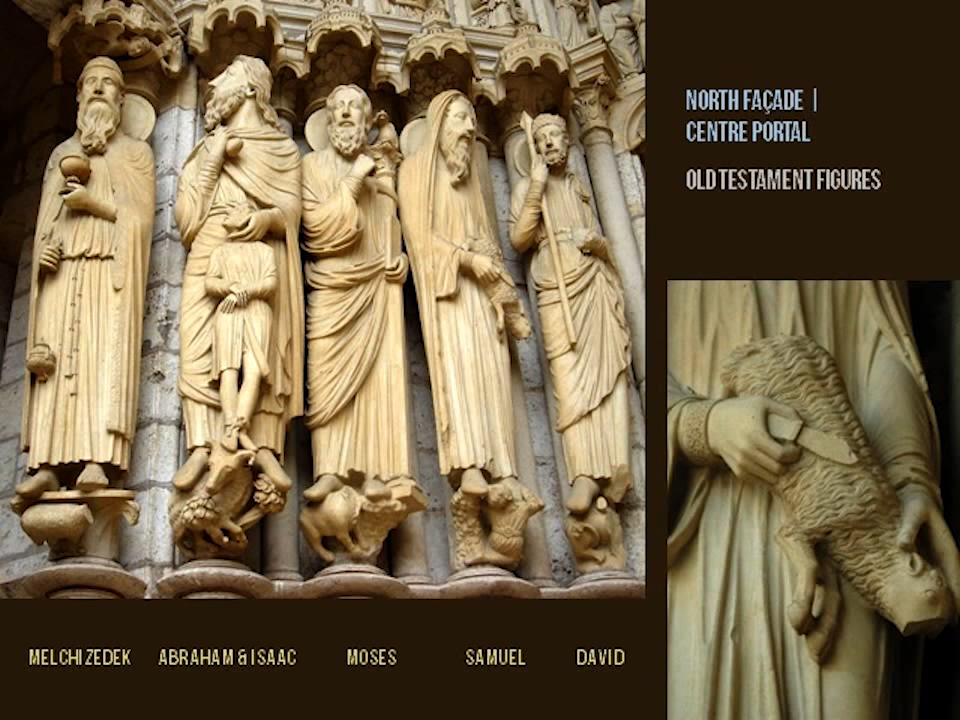 NORTH FAÇADE |
CENTRE PORTAL
OLD TESTAMENT FIGURES
MELCHIZEDEK ABRAHAM & ISAAC MOSES SAMUEL DAVID